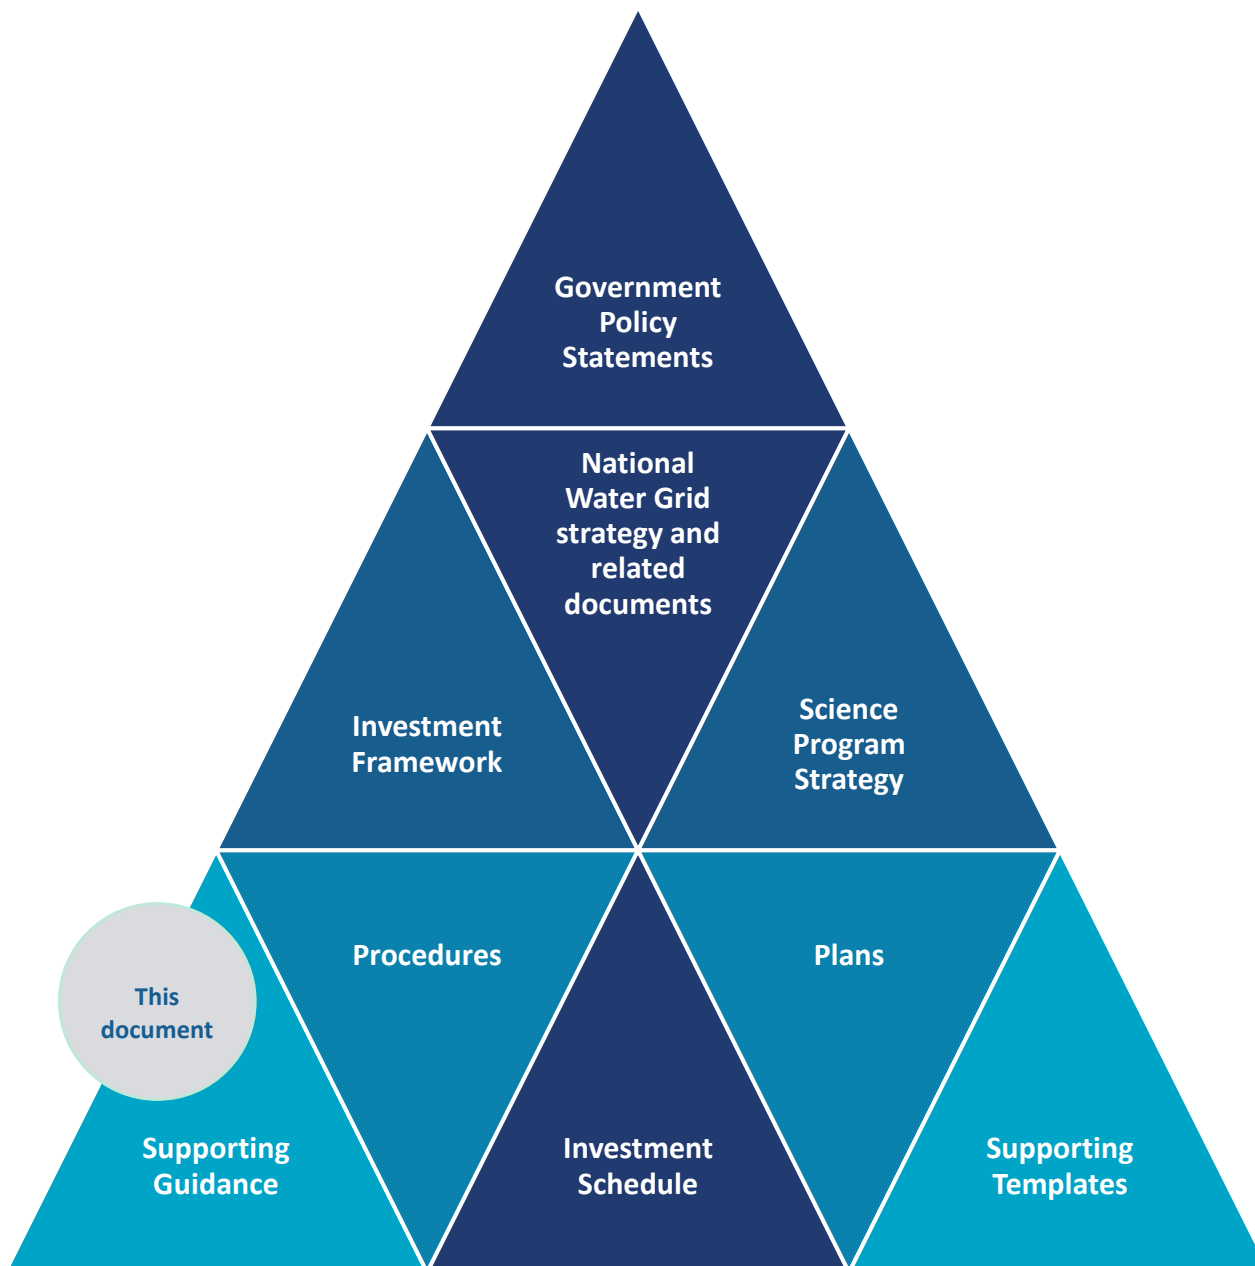 Government
Policy
Statements
National
Water Grid
strategy and
related
documents
Investment
Framework
Science
Program
Strategy
Procedures
Plans
This
document
Supporting
Guidance
Investment
Schedule
Supporting
Templates